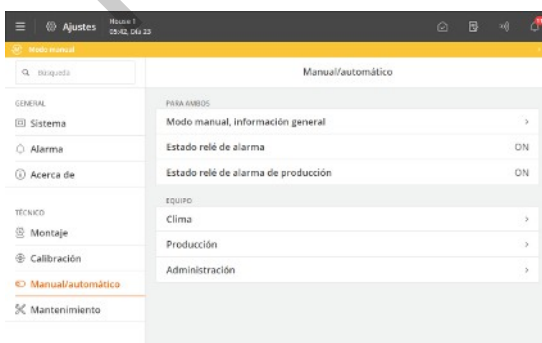 Ajustes
House 1
05:42, Día 23
Modo manual
Búsqueda
Manual/automático
GENERAL
Sistema
Alarma
Acerca de
TÉCNICO
Montaje
Calibración
Manual/automático
Mantenimiento
PARA AMBOS
Modo manual, información general
Estado relé de alarma ON
Estado relé de alarma de producción ON
EQUIPO
Clima
Producción
Administración